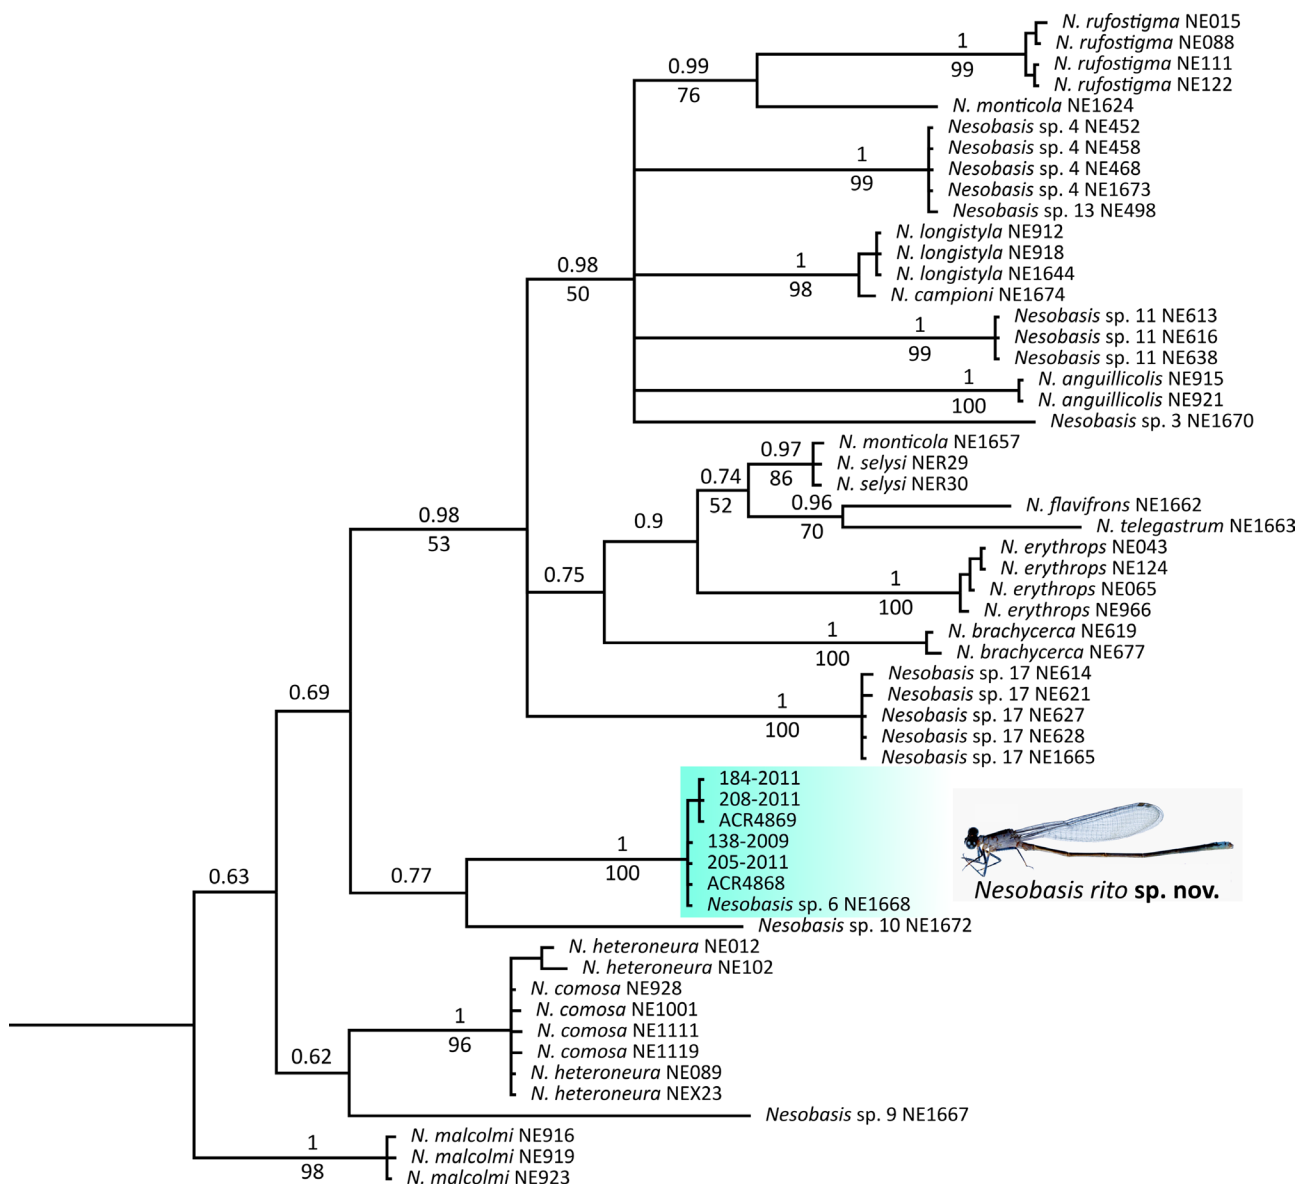 N. rufostigma NE015
1
N. rufostigma NE088
0.99
99
N. rufostigma NE111
76
N. rufostigma NE122
N. monticola NE1624
Nesobasis sp. 4 NE452
1
Nesobasis sp. 4 NE458
99
Nesobasis sp. 4 NE468
Nesobasis sp. 4 NE1673
Nesobasis sp. 13 NE498
N. longistyla NE912
1
N. longistyla NE918
0.98
98
N. longistyla NE1644
50
N. campioni NE1674
1
Nesobasis sp. 11 NE613
99
Nesobasis sp. 11 NE616
Nesobasis sp. 11 NE638
1
N. anguillicolis NE915
100
N. anguillicolis NE921
Nesobasis sp. 3 NE1670
0.97
N. monticola NE1657
86
N. selysi NER29
0.74
N. selysi NER30
52
0.96
N. flavifrons NE1662
70
N. telegastrum NE1663
0.98
0.9
N. erythrops NE043
53
N. erythrops NE124
0.75
1
N. erythrops NE065
100
N. erythrops NE966
1
N. brachycerca NE619
100
N. brachycerca NE677
Nesobasis sp. 17 NE614
0.69
1
Nesobasis sp. 17 NE621
100
Nesobasis sp. 17 NE627
Nesobasis sp. 17 NE628
Nesobasis sp. 17 NE1665
184-2011
208-2011
ACR4869
1
138-2009
100
205-2011
0.63
0.77
ACR4868
Nesobasis sp. 6 NE1668
Nesobasis rito sp. nov.
Nesobasis sp. 10 NE1672
N. heteroneura NE012
N. heteroneura NE102
N. comosa NE928
1
N. comosa NE1001
96
N. comosa NE1111
0.62
N. comosa NE1119
N. heteroneura NE089
N. heteroneura NEX23
Nesobasis sp. 9 NE1667
1
N. malcolmi NE916
98
N. malcolmi NE919
N. malcolmi NE923